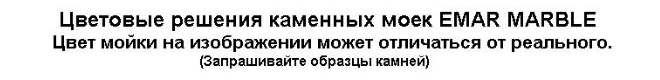 Цветовые решения каменных моек EMAR MARBLE
Цвет мойки на изображении может отличаться от реального.
(Запрашивайте образцы камней)